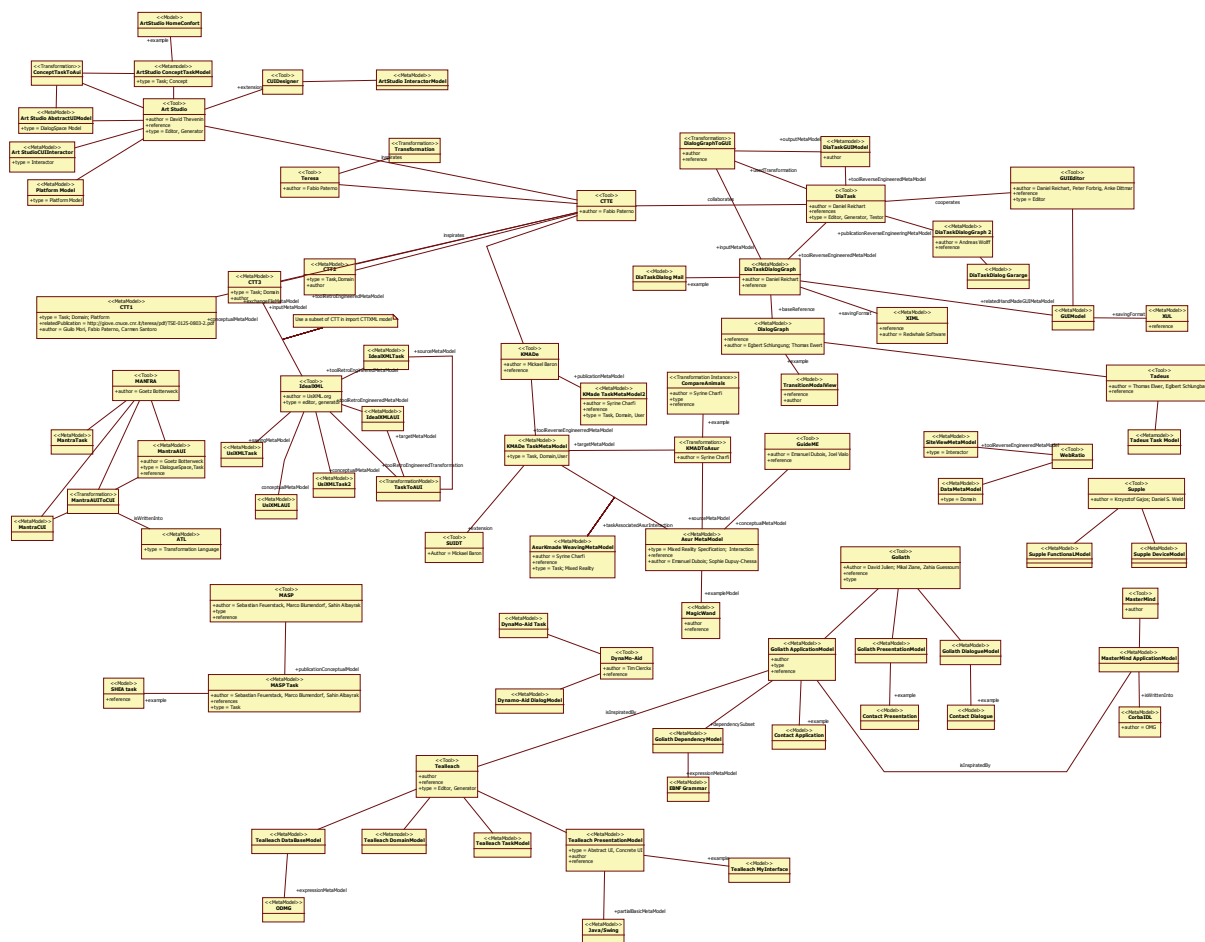 <<Model>>
ArtStudio HomeConfort
+example
<<Transformation>>
ConceptTaskToAui
<<Metamodel>>
ArtStudio ConceptTaskModel
+type = Task; Concept
<<Tool>>
CUIDesigner
+extension
<<MetaModel>>
ArtStudio InteractorModel
<<Tool>>
Art Studio
+author = David Thevenin
+reference
+type = Editor, Generator
<<MetaModel>>
Art Studio AbstractUIModel
+type = DialogSpace Model
<<MetaModel>>
Art StudioCUIInteractor
+type = Interactor
<<MetaModel>>
Platform Model
+type = Platform Model
<<Transformation>>
Transformation
inspirates
<<Tool>>
Teresa
+author = Fabio Paterno
<<Tool>>
CTTE
+author = Fabio Paterno
collaborates
<<Transformation>>
DialogGraphToGUI
+author
+reference
+outputMetaModel
<<MetaModel>>
DiaTaskGUIModel
+author
+usedTransformation
+toolReverseEngineeredMetaModel
<<Tool>>
DiaTask
+author = Daniel Reichart
+references
+type = Editor, Generator, Testor
cooperates
<<Tool>>
GUIEditor
+author = Daniel Reichart, Peter Forbrig, Anke Dittmar
+reference
+type = Editor
+publicationReverseEngineeringMetaModel
<<Metamodel>>
DiaTaskDialogGraph 2
+author = Andreas Wolff
+reference
<<Model>>
DiaTaskDialog Gararge
+inputMetaModel
+toolReverseEngineeredMetaModel
<<Model>>
DiaTaskDialog Mail
+example
<<MetaModel>>
DiaTaskDialogGraph
+author = Daniel Reichart
+reference
+relatedHandMadeGUIMetaModel
+baseReference
+savingFormat
<<MetaModel>>
XIML
+reference
+author = Redwhale Software
<<MetaModel>>
GUIModel
+savingFormat
<<MetaModel>>
XUL
+reference
<<Tool>>
DialogGraph
+reference
+author = Egbert Schlungung; Thomas Elwert
+example
<<Model>>
TransitionModalView
+reference
+author
<<Tool>>
Tadeus
+reference
<<MetaModel>>
Tadeus Task Model
inspirates
<<MetaModel>>
CTT2
+type = Task,Domain
+author
<<MetaModel>>
CTT3
+type = Task; Domain
+author
+toolRetroEngineeredMetaModel
+exchangeFileMetaModel
+inputMetaModel
+conceptualMetaModel
<<MetaModel>>
CTT1
+type = Task; Domain; Platform
+relatedPublication = http://giove.cnuce.cnr.it/teresa/pdf/TSE-0125-0803-2.pdf
+author = Guilo Mori, Fabio Paterno, Carmen Santoro
Use a subset of CTT in import CTTXML model
<<MetaModel>>
IdealXMLTask
+sourceMetaModel
+toolRetroEngineeredMetaModel
<<Tool>>
IdealXML
+author = UsiXML.org
+type = editor, generator
+toolRetroEngineeredMetaModel
<<MetaModel>>
IdealXMLAUI
+targetMetaModel
<<MetaModel>>
UsiXMLTask
+conceptualMetaModel
<<MetaModel>>
UsiXMLTask2
conceptualMetaModel
<<MetaModel>>
UsiXMLAUI
+toolRetroEngineeredTransformation
<<TransformationModel>>
TaskToAUI
<<Tool>>
MANTRA
+author = Goetz Botterweck
<<MetaModel>>
MantraTask
<<MetaModel>>
MantraAUI
+author = Goetz Botterweck
+type = DialogueSpace,Task
+reference
<<Transformation>>
MantraAUIToCUI
<<MetaModel>>
MantraCUI
isWrittenInto
<<MetaModel>>
ATL
+type = Transformation Language
<<Tool>>
KMADe
+author = Mickael Baron
+reference
+publicationMetaModel
<<MetaModel>>
KMade TaskMetaModel2
+author = Syrine Charfi
+reference
+type = Task, Domain, User
<<Transformation Instance>>
CompareAnimals
+author = Syrine Charfi
+type
+reference
+example
+toolReverseEngineerredMetaModel
<<MetaModel>>
KMADe TaskMetaModel
+type = Task, Domain,User
+targetMetaModel
<<Transformation>>
KMADToAsur
+author = Syrine Charfi
<<Tool>>
GuideME
+author = Emanuel Dubois, Joel Vialo
+reference
+conceptualMetaModel
+sourceMetaModel
+extension
<<Tool>>
SUIDT
+Author = Mickael Baron
+taskAssociatedAsurInteraction
<<MetaModel>>
AsurKmade WeavingMetaModel
+author = Syrine Charfi
+reference
+type = Task; Mixed Reality
<<MetaModel>>
Asur MetaModel
+type = Mixed Reality Specification; Interaction
+reference
+author = Emanuel Dubois; Sophie Dupuy-Chessa
+exampleModel
<<Model>>
MagicWand
+author
+reference
<<MetaModel>>
SiteViewMetaModel
+type = Interactor
+toolReverseEngineeredMetaModel
<<Tool>>
WebRatio
<<MetaModel>>
DataMetaModel
+type = Domain
<<Tool>>
Supple
+author = Krzysztof Gajos; Daniel S. Weld
<<MetaModel>>
Supple FunctionaLModel
<<MetaModel>>
Supple DeviceModel
<<Tool>>
Goliath
+Author = David Julien; Mikal Ziane, Zahia Guessoum
+reference
+type
<<Tool>>
MasterMind
+author
<<MetaModel>>
MasterMind ApplicationModel
+isWrittenInto
<<MetaModel>>
CorbaIDL
+author = OMG
<<Tool>>
MASP
+author = Sebastian Feuerstack, Marco Blumendorf, Sahin Albayrak
+type
+reference
+publicationConceptualModel
<<MetaModel>>
MASP Task
+author = Sebastian Feuerstack, Marco Blumendorf, Sahin Albayrak
+references
+type = Task
<<Model>>
SHEA task
+reference
+example
<<MetaModel>>
DynaMo-Aid Task
<<Tool>>
DynaMo-Aid
+author = Tim Clerckx
+reference
<<MetaModel>>
Dynamo-Aid DialogModel
<<MetaModel>>
Goliath ApplicationModel
+author
+type
+reference
<<MetaModel>>
Goliath PresentationModel
<<MetaModel>>
Goliath DialogueModel
+example
<<Model>>
Contact Presentation
+example
<<Model>>
Contact Dialogue
isInspiratedBy
+dependencySubset
<<MetaModel>>
Goliath DependencyModel
+example
<<Model>>
Contact Application
isInspiratedBy
+expressionMetaModel
<<MetaModel>>
EBNF Grammar
<<Tool>>
Tealleach
+author
+reference
+type = Editor, Generator
<<MetaModel>>
Tealleach DataBaseModel
<<MetaModel>>
Tealleach DomainModel
<<MetaModel>>
Tealleach TaskModel
<<MetaModel>>
Tealleach PresentationModel
+type = Abstract UI, Concrete UI
+author
+reference
+example
<<Model>>
Tealleach MyInterface
+expressionMetaModel
<<MetaModel>>
ODMG
+partialBasicMetaModel
<<MetaModel>>
Java/Swing